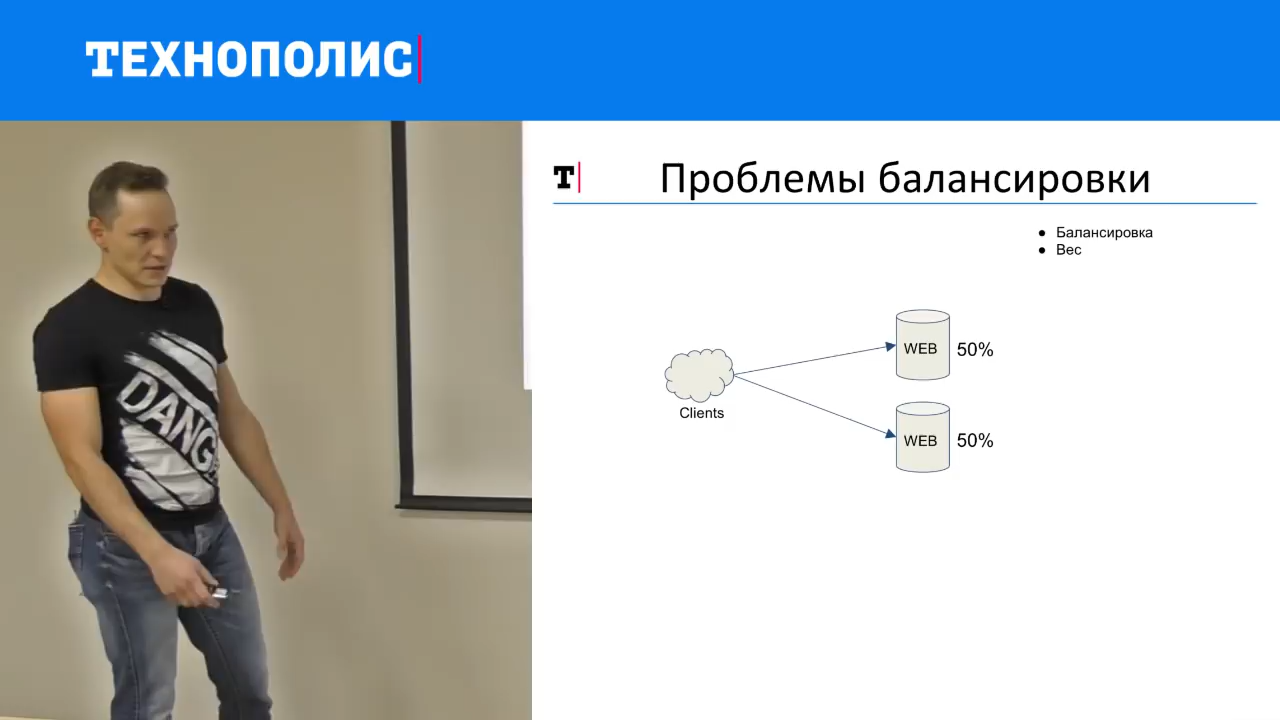 ТЕХНОПОЛИС
Т
Проблемы балансировки
● Балансировка
● Вес
WEB 50%
Clients
WEB 50%
DANG